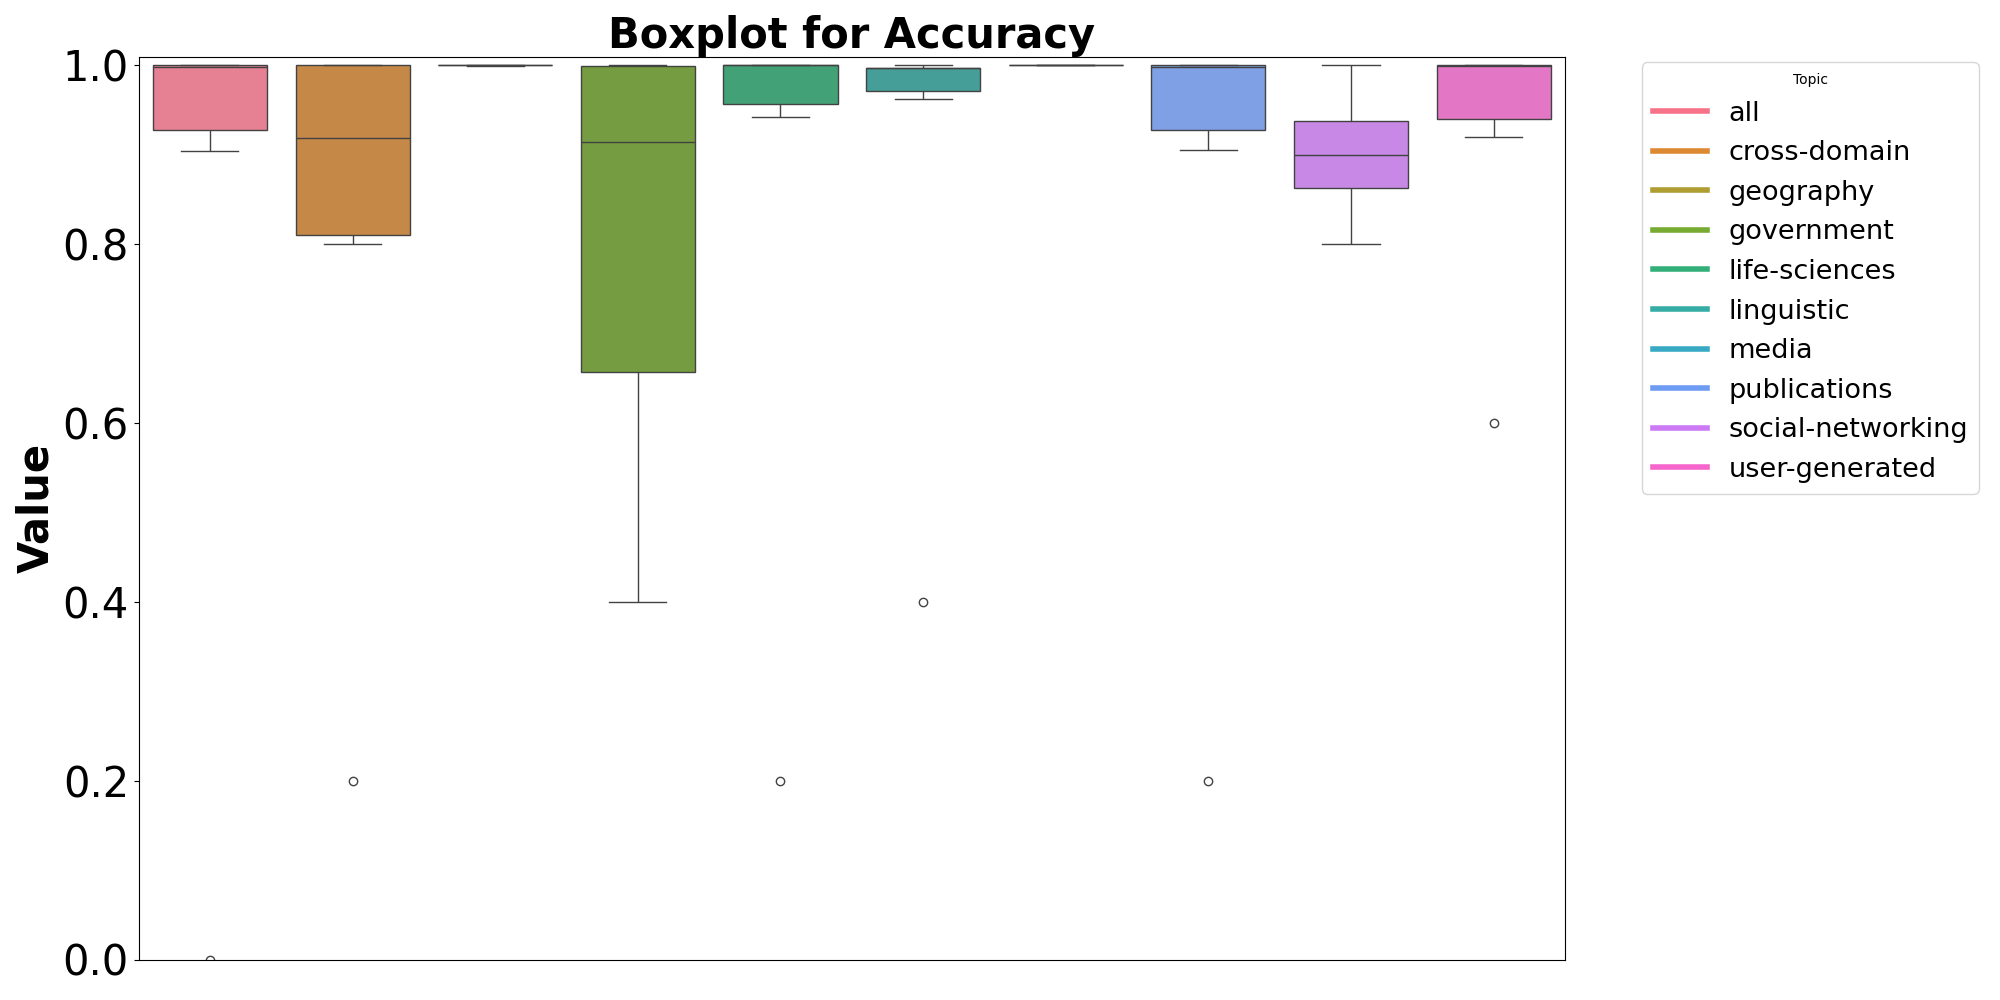 Boxplot for Accuracy
Value
1.0
0.8
0.6
0.4
0.2
0.0
Topic
all
cross-domain
geography
government
life-sciences
linguistic
media
publications
social-networking
user-generated